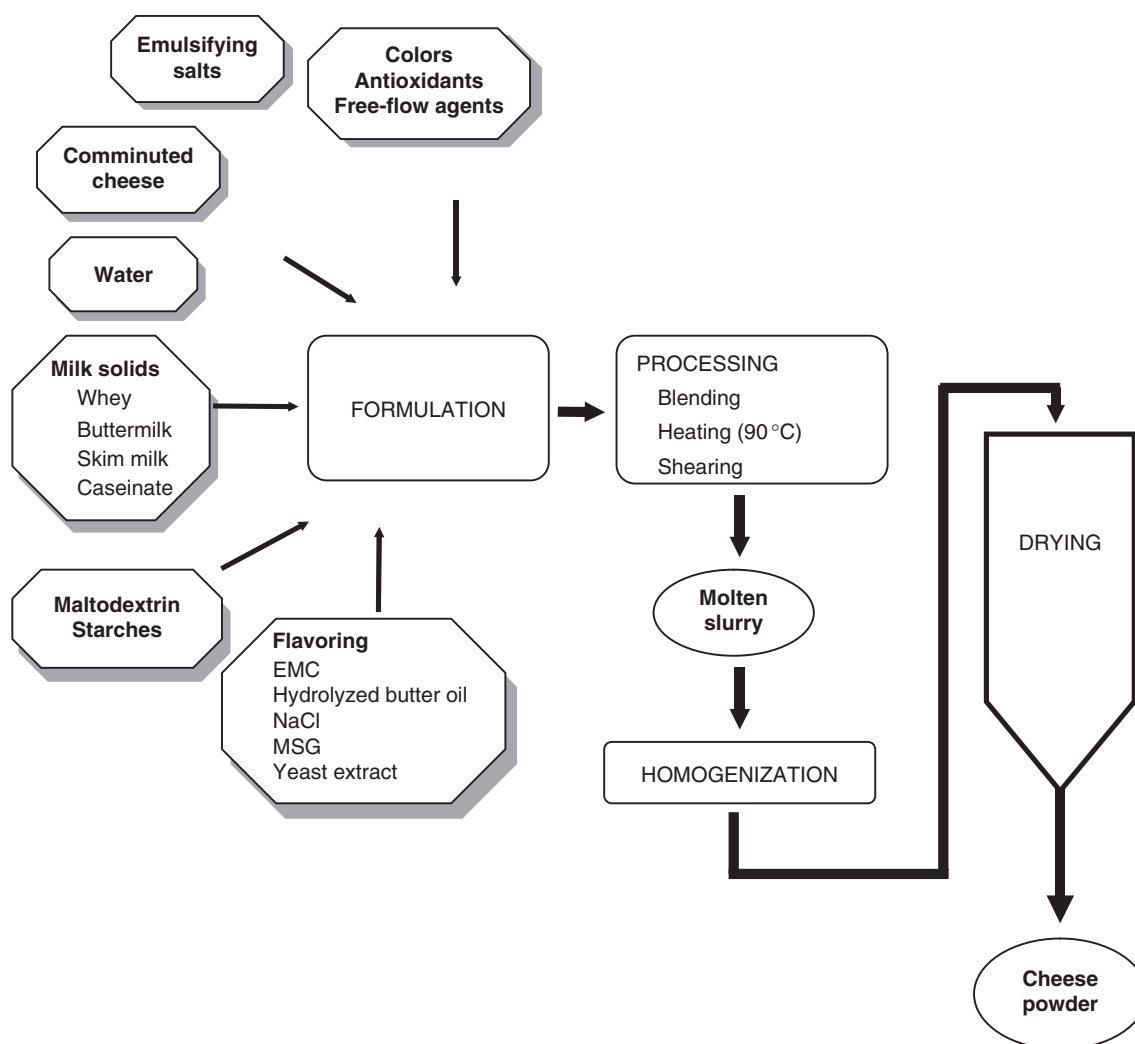 Emulsifying
salts
Colors
Antioxidants
Free-flow agents
Comminuted
cheese
Water
Milk solids
Whey
Buttermilk
Skim milk
Caseinate
Maltodextrin
Starches
Flavoring
EMC
Hydrolyzed butter oil
NaCl
MSG
Yeast extract
FORMULATION
PROCESSING
Blending
Heating (90 °C)
Shearing
Molten
slurry
HOMOGENIZATION
DRYING
Cheese
powder